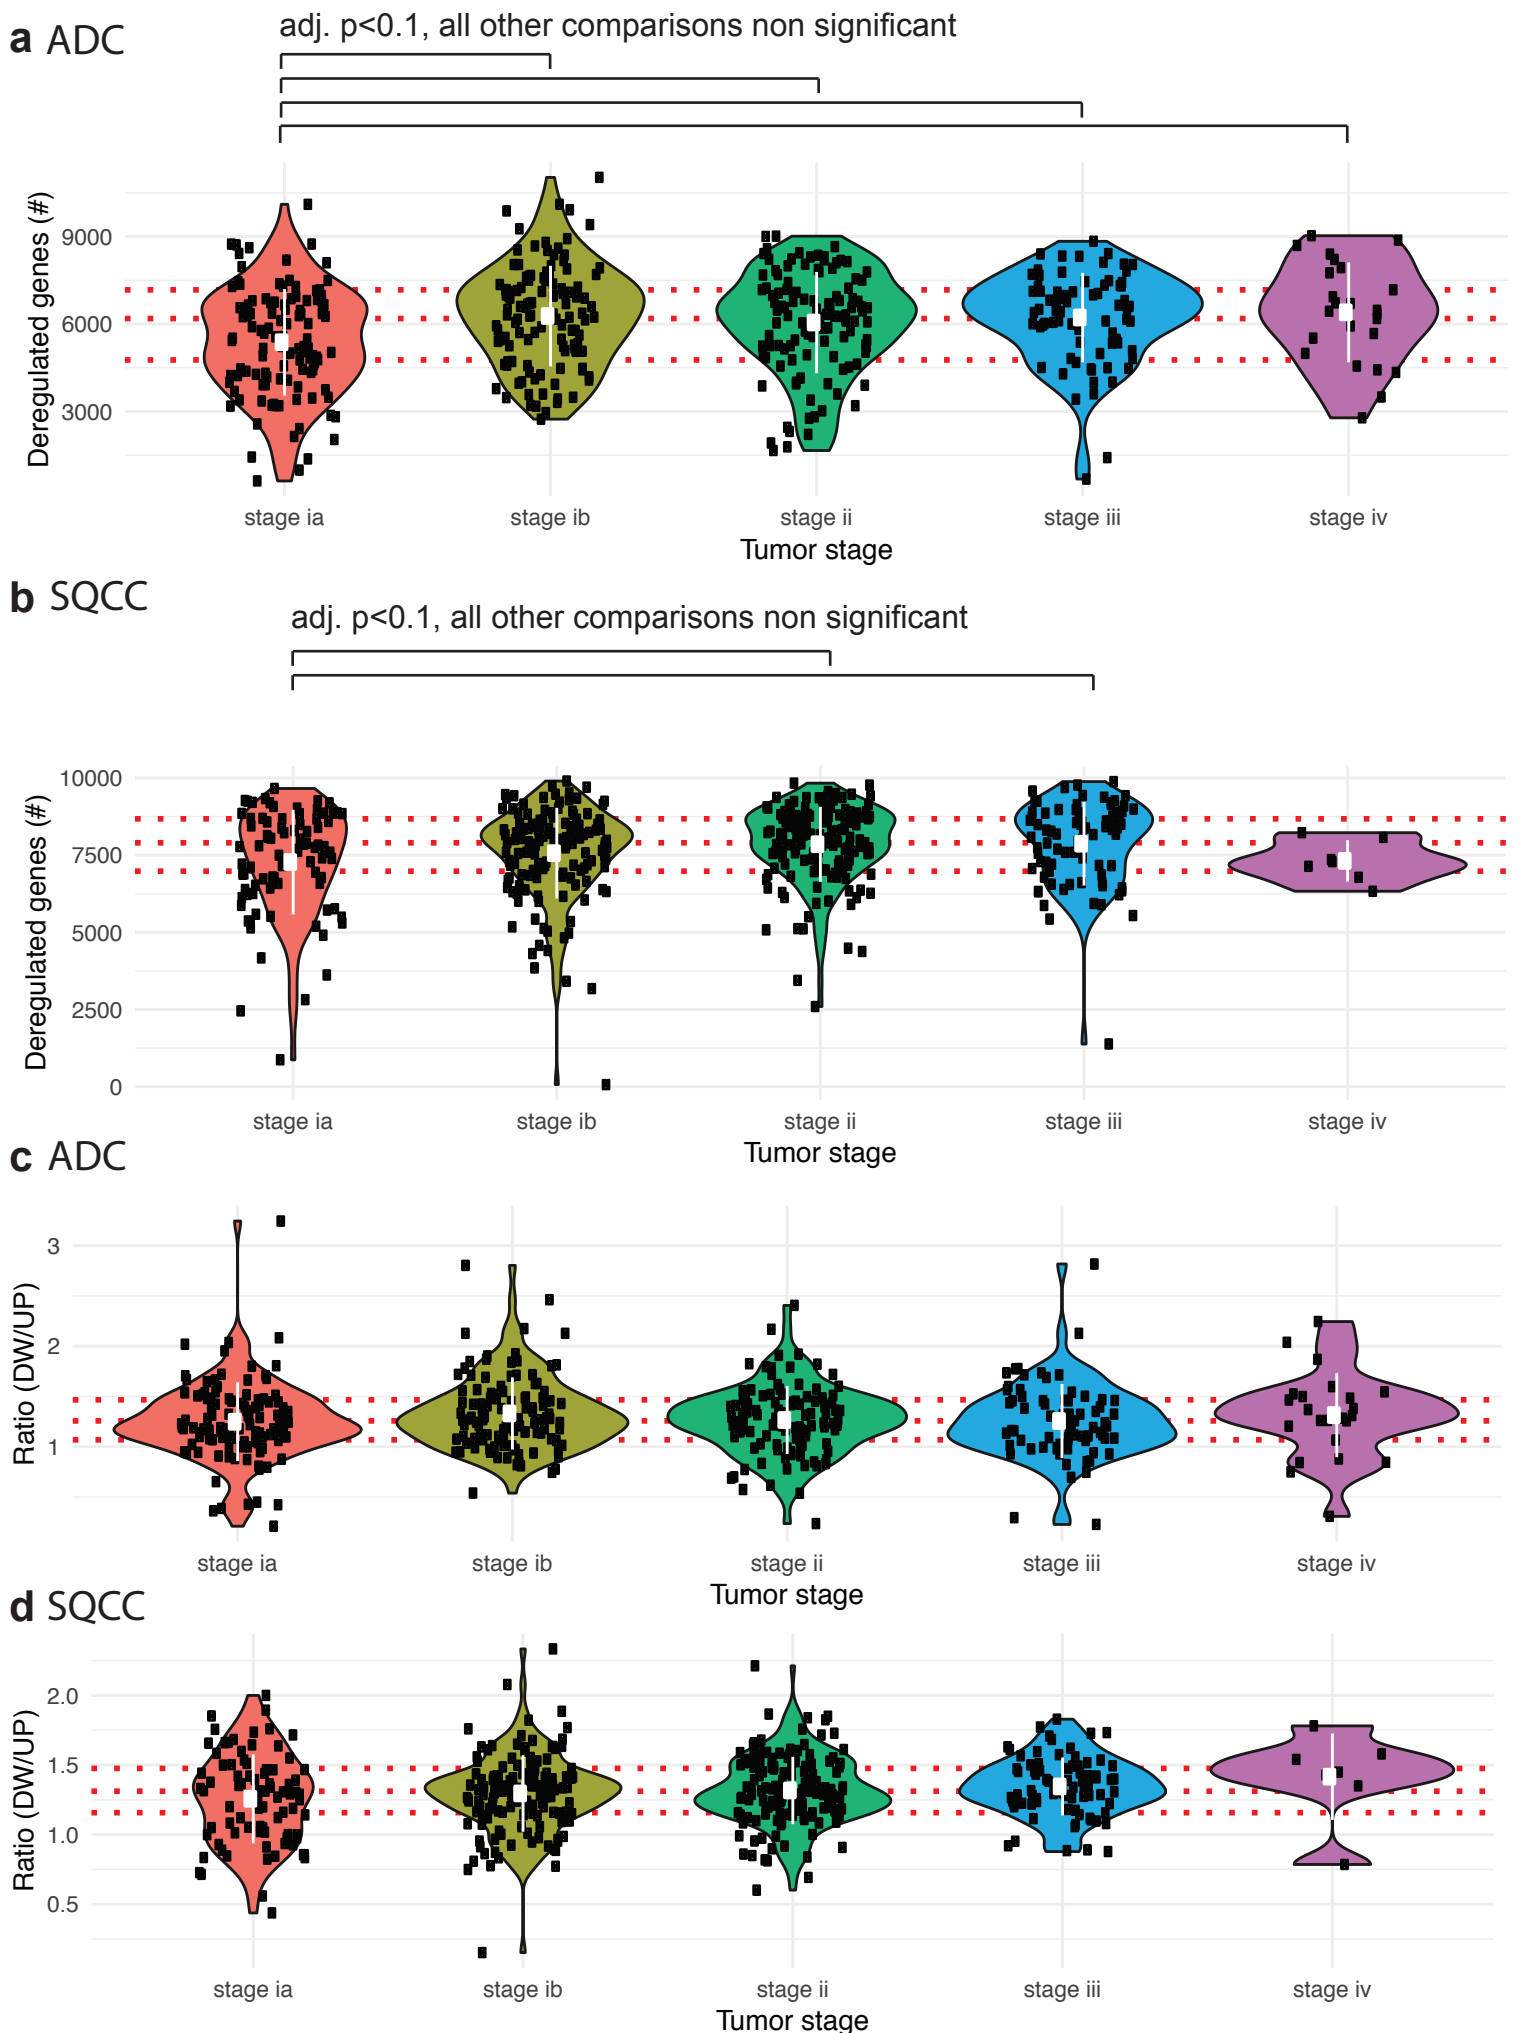 a ADC
adj. p<0.1, all other comparisons non significant
Deregulated genes (#)
9000
6000
3000
stage ia
stage ib
stage ii
stage iii
stage iv
Tumor stage
b SQCC
adj. p<0.1, all other comparisons non significant
Deregulated genes (#)
10000
7500
5000
2500
0
stage ia
stage ib
stage ii
stage iii
stage iv
Tumor stage
c ADC
Ratio (DW/UP)
3
2
1
stage ia
stage ib
stage ii
stage iii
stage iv
Tumor stage
d SQCC
Ratio (DW/UP)
2.0
1.5
1.0
0.5
stage ia
stage ib
stage ii
stage iii
stage iv
Tumor stage